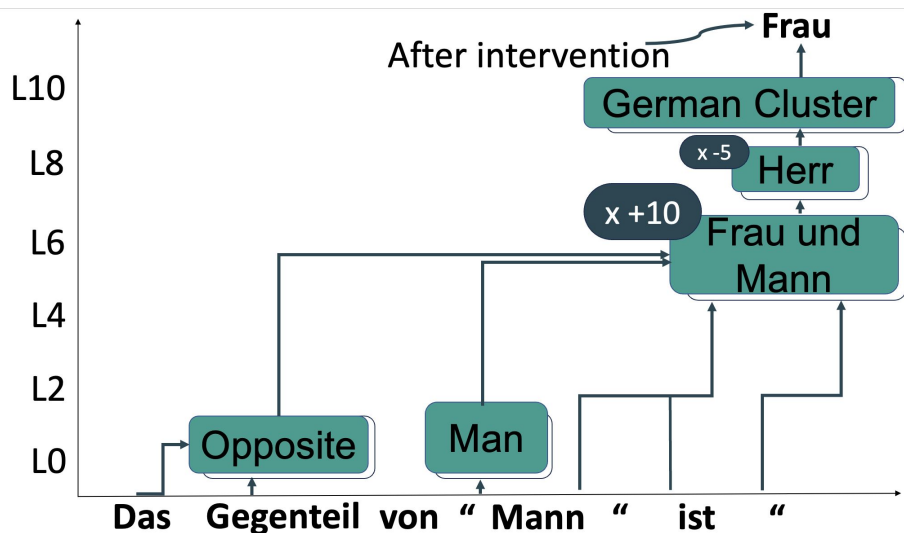 Frau
After intervention
L10
German Cluster
x -5
L8
Herr
x +10
L6
Frau und
Mann
L4
L2
Opposite
Man
L0
Das Gegenteil von “ Mann “ ist “